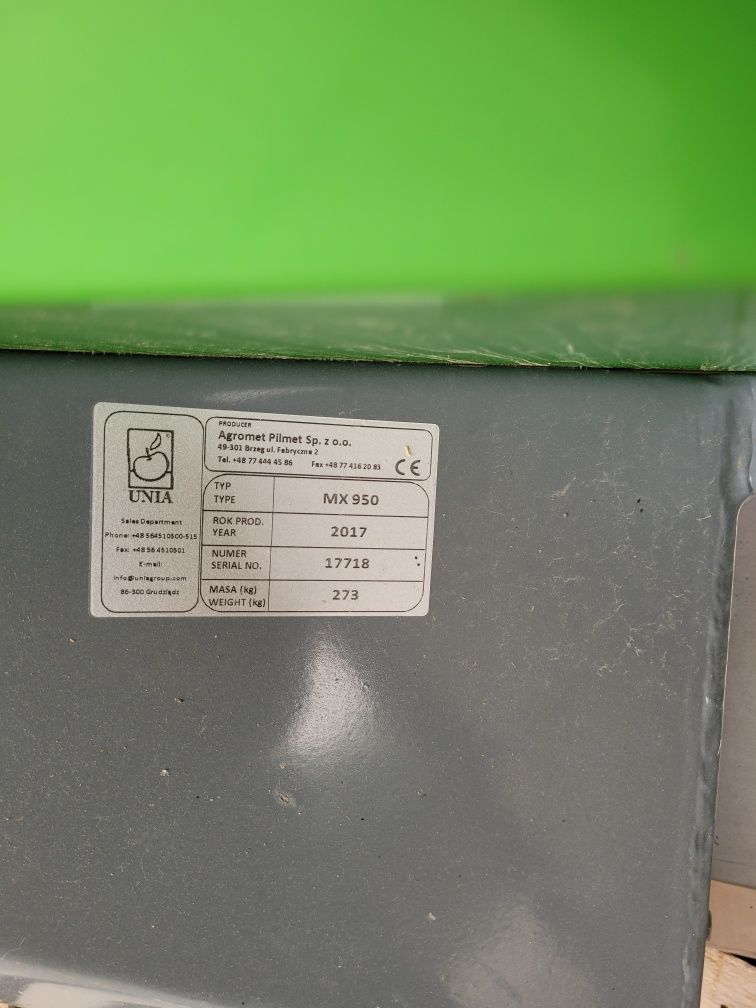 UNIA
Sales Department
Phone: +48 564510500-515
Fax: +48 56 4510501
E-mail:
info@uniagroup.com
86-300 Grudziądz
PRODUCER
Agromet Pilmet Sp. z o.o.
49-301 Brzeg ul. Fabryczna 2
Tel. +48 77 444 45 86 Fax +48 77 416 20 83 CE
TYP
TYPE MX 950
ROK PROD.
YEAR 2017
NUMER
SERIAL NO. 17718
MASA (kg)
WEIGHT (kg) 273